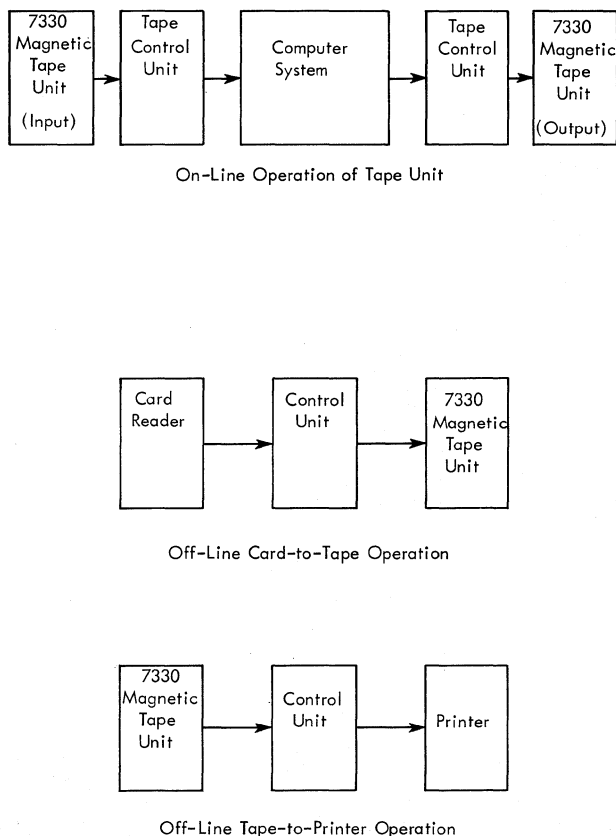 7330
Magnetic
Tape
Unit
(Input)
Tape
Control
Unit
Computer
System
Tape
Control
Unit
7330
Magnetic
Tape
Unit
(Output)
On-Line Operation of Tape Unit
Card
Reader
Control
Unit
7330
Magnetic
Tape
Unit
Off-Line Card-to-Tape Operation
7330
Magnetic
Tape
Unit
Control
Unit
Printer
Off-Line Tape-to-Printer Operation